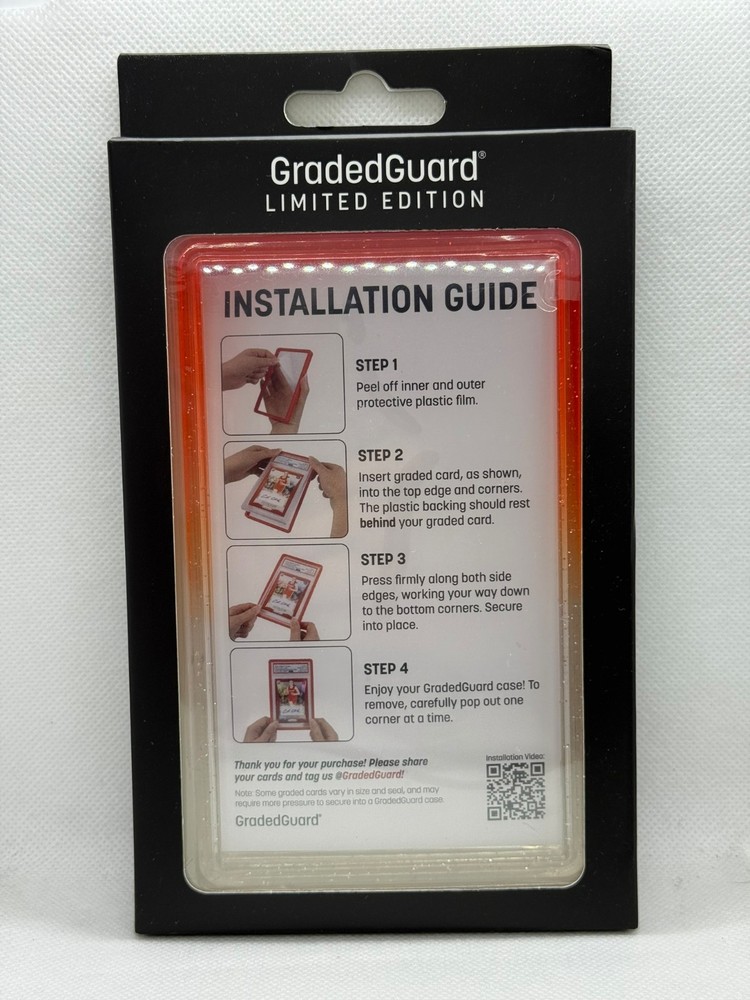 GradedGuard®
LIMITED EDITION
INSTALLATION GUIDE
STEP 1
Peel off inner and outer
protective plastic film.
STEP 2
Insert graded card, as shown,
into the top edge and corners.
The plastic backing should rest
behind your graded card.
STEP 3
Press firmly along both side
edges, working your way down
to the bottom corners. Secure
into place.
STEP 4
Enjoy your GradedGuard case! To
remove, carefully pop out one
corner at a time.
Thank you for your purchase! Please share
your cards and tag us @GradedGuard!
Note: Some graded cards vary in size and seal, and may
require more pressure to secure into a GradedGuard case.
GradedGuard®
Installation Video: